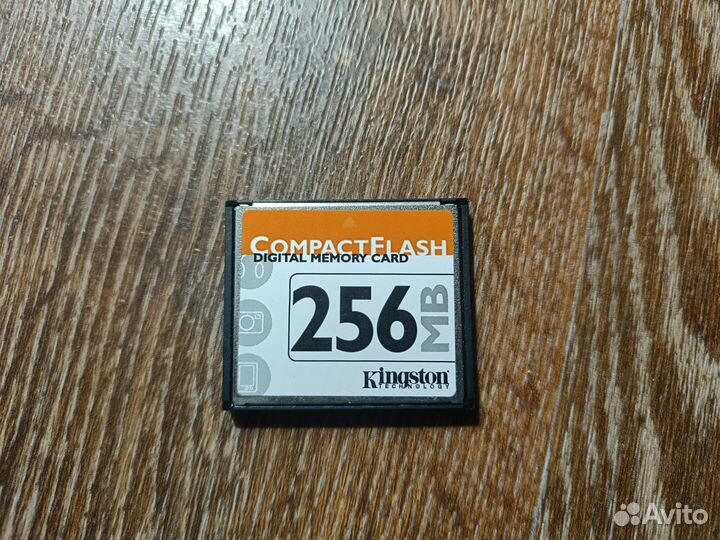 COMPACTFLASH
DIGITAL MEMORY CARD
256 MB
Kingston
TECHNOLOGY
Avito